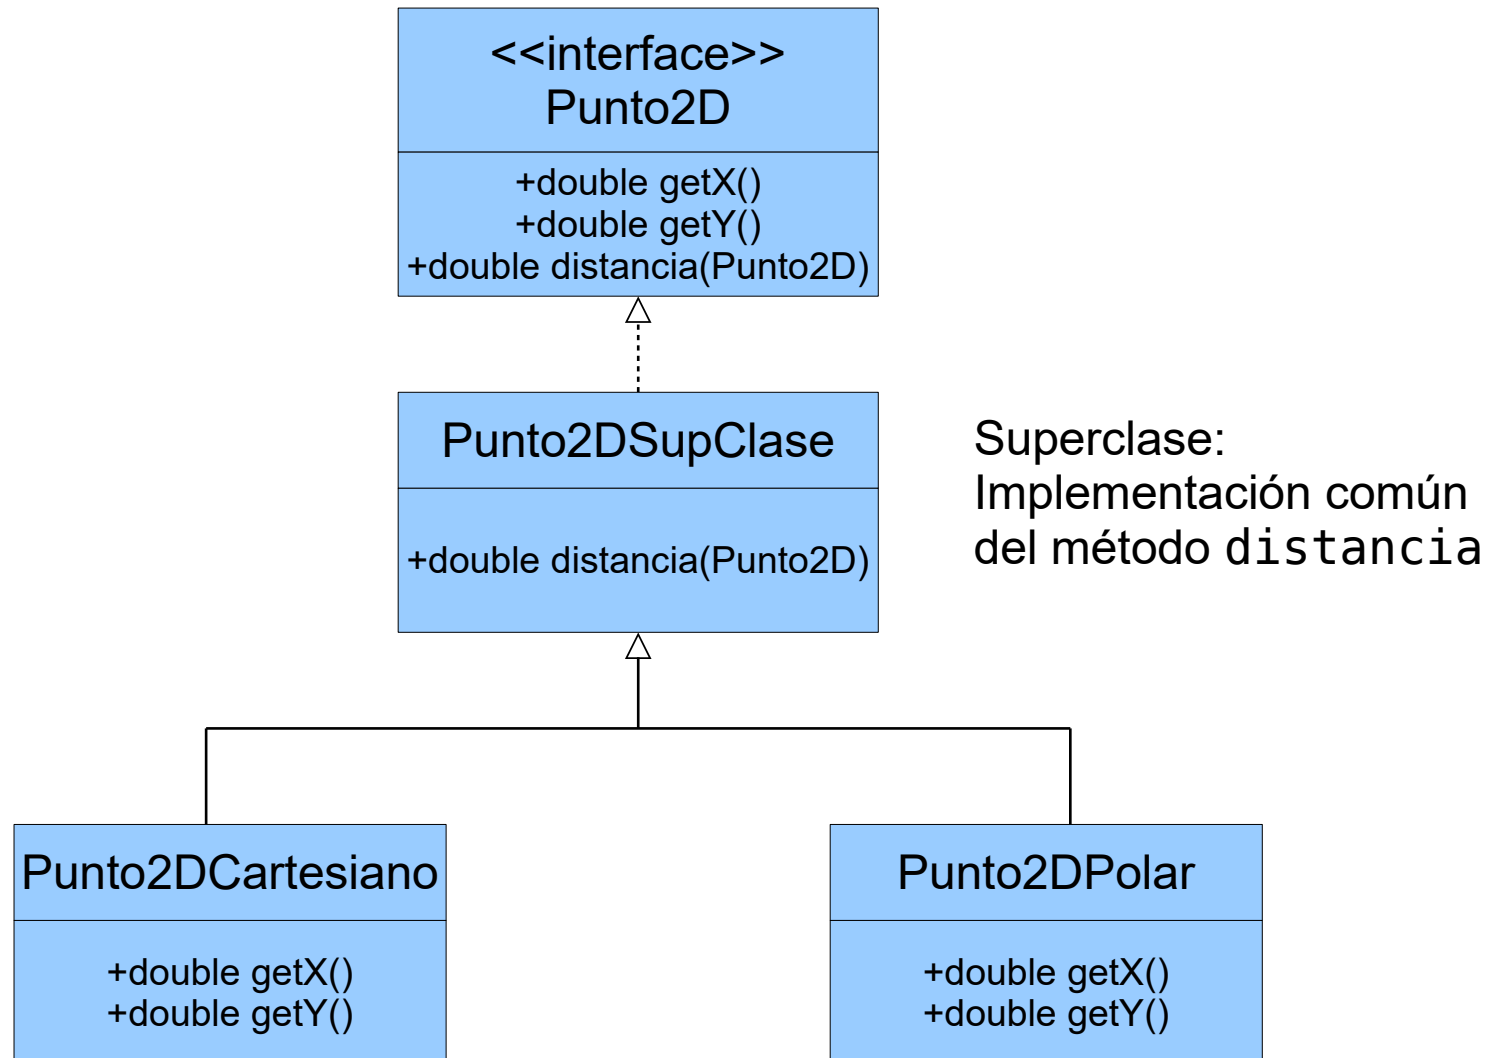 <<interface>>
Punto2D
+double getX()
+double getY()
+double distancia(Punto2D)
Punto2DSupClase
+double distancia(Punto2D)
Superclase:
Implementación común
del método distancia
Punto2DCartesiano
+double getX()
+double getY()
Punto2DPolar
+double getX()
+double getY()